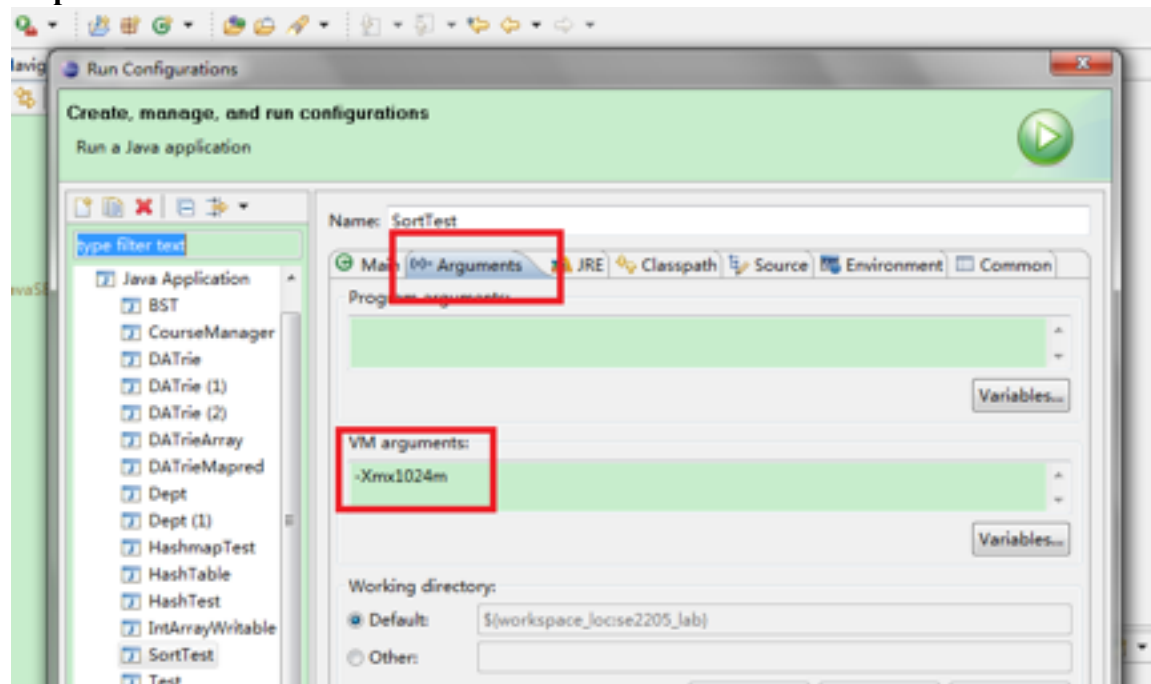 Navig
Run Configurations
Create, manage, and run configurations
Run a Java application
type filter text
Java Application
BST
CourseManager
DATrie
DATrie (1)
DATrie (2)
DATrieArray
DATrieMapred
Dept
Dept (1)
HashmapTest
HashTable
HashTest
IntArrayWritable
SortTest
Test
Name: SortTest
Main Arguments JRE Classpath Source Environment Common
Program arguments:
Variables...
VM arguments:
-Xmx1024m
Variables...
Working directory:
Default: ${workspace_loc:se2205_lab}
Other: